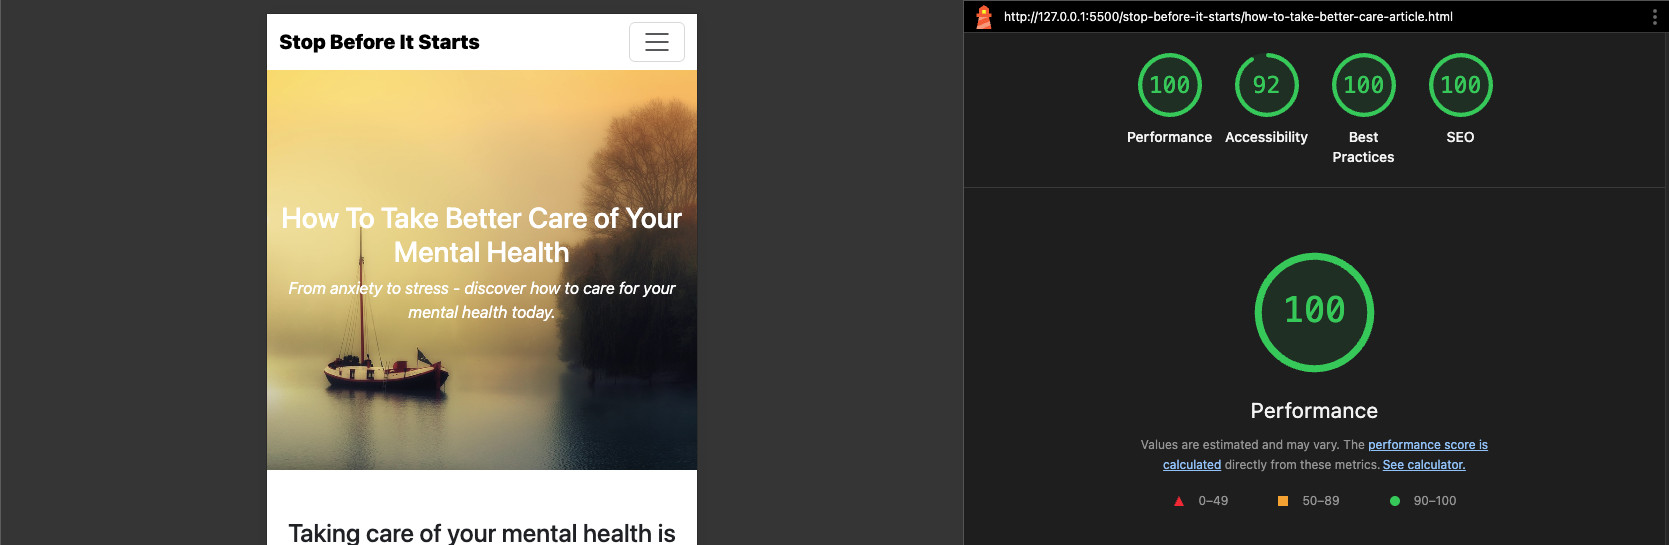 Stop Before It Starts
How To Take Better Care of Your
Mental Health
From anxiety to stress - discover how to care for your
mental health today.
Taking care of your mental health is
http://127.0.0.1:5500/stop-before-it-starts/how-to-take-better-care-article.html
100
92
100
100
Performance
Accessibility
Best
Practices
SEO
100
Performance
Values are estimated and may vary. The performance score is
calculated directly from these metrics. See calculator.
0–49
50–89
90–100